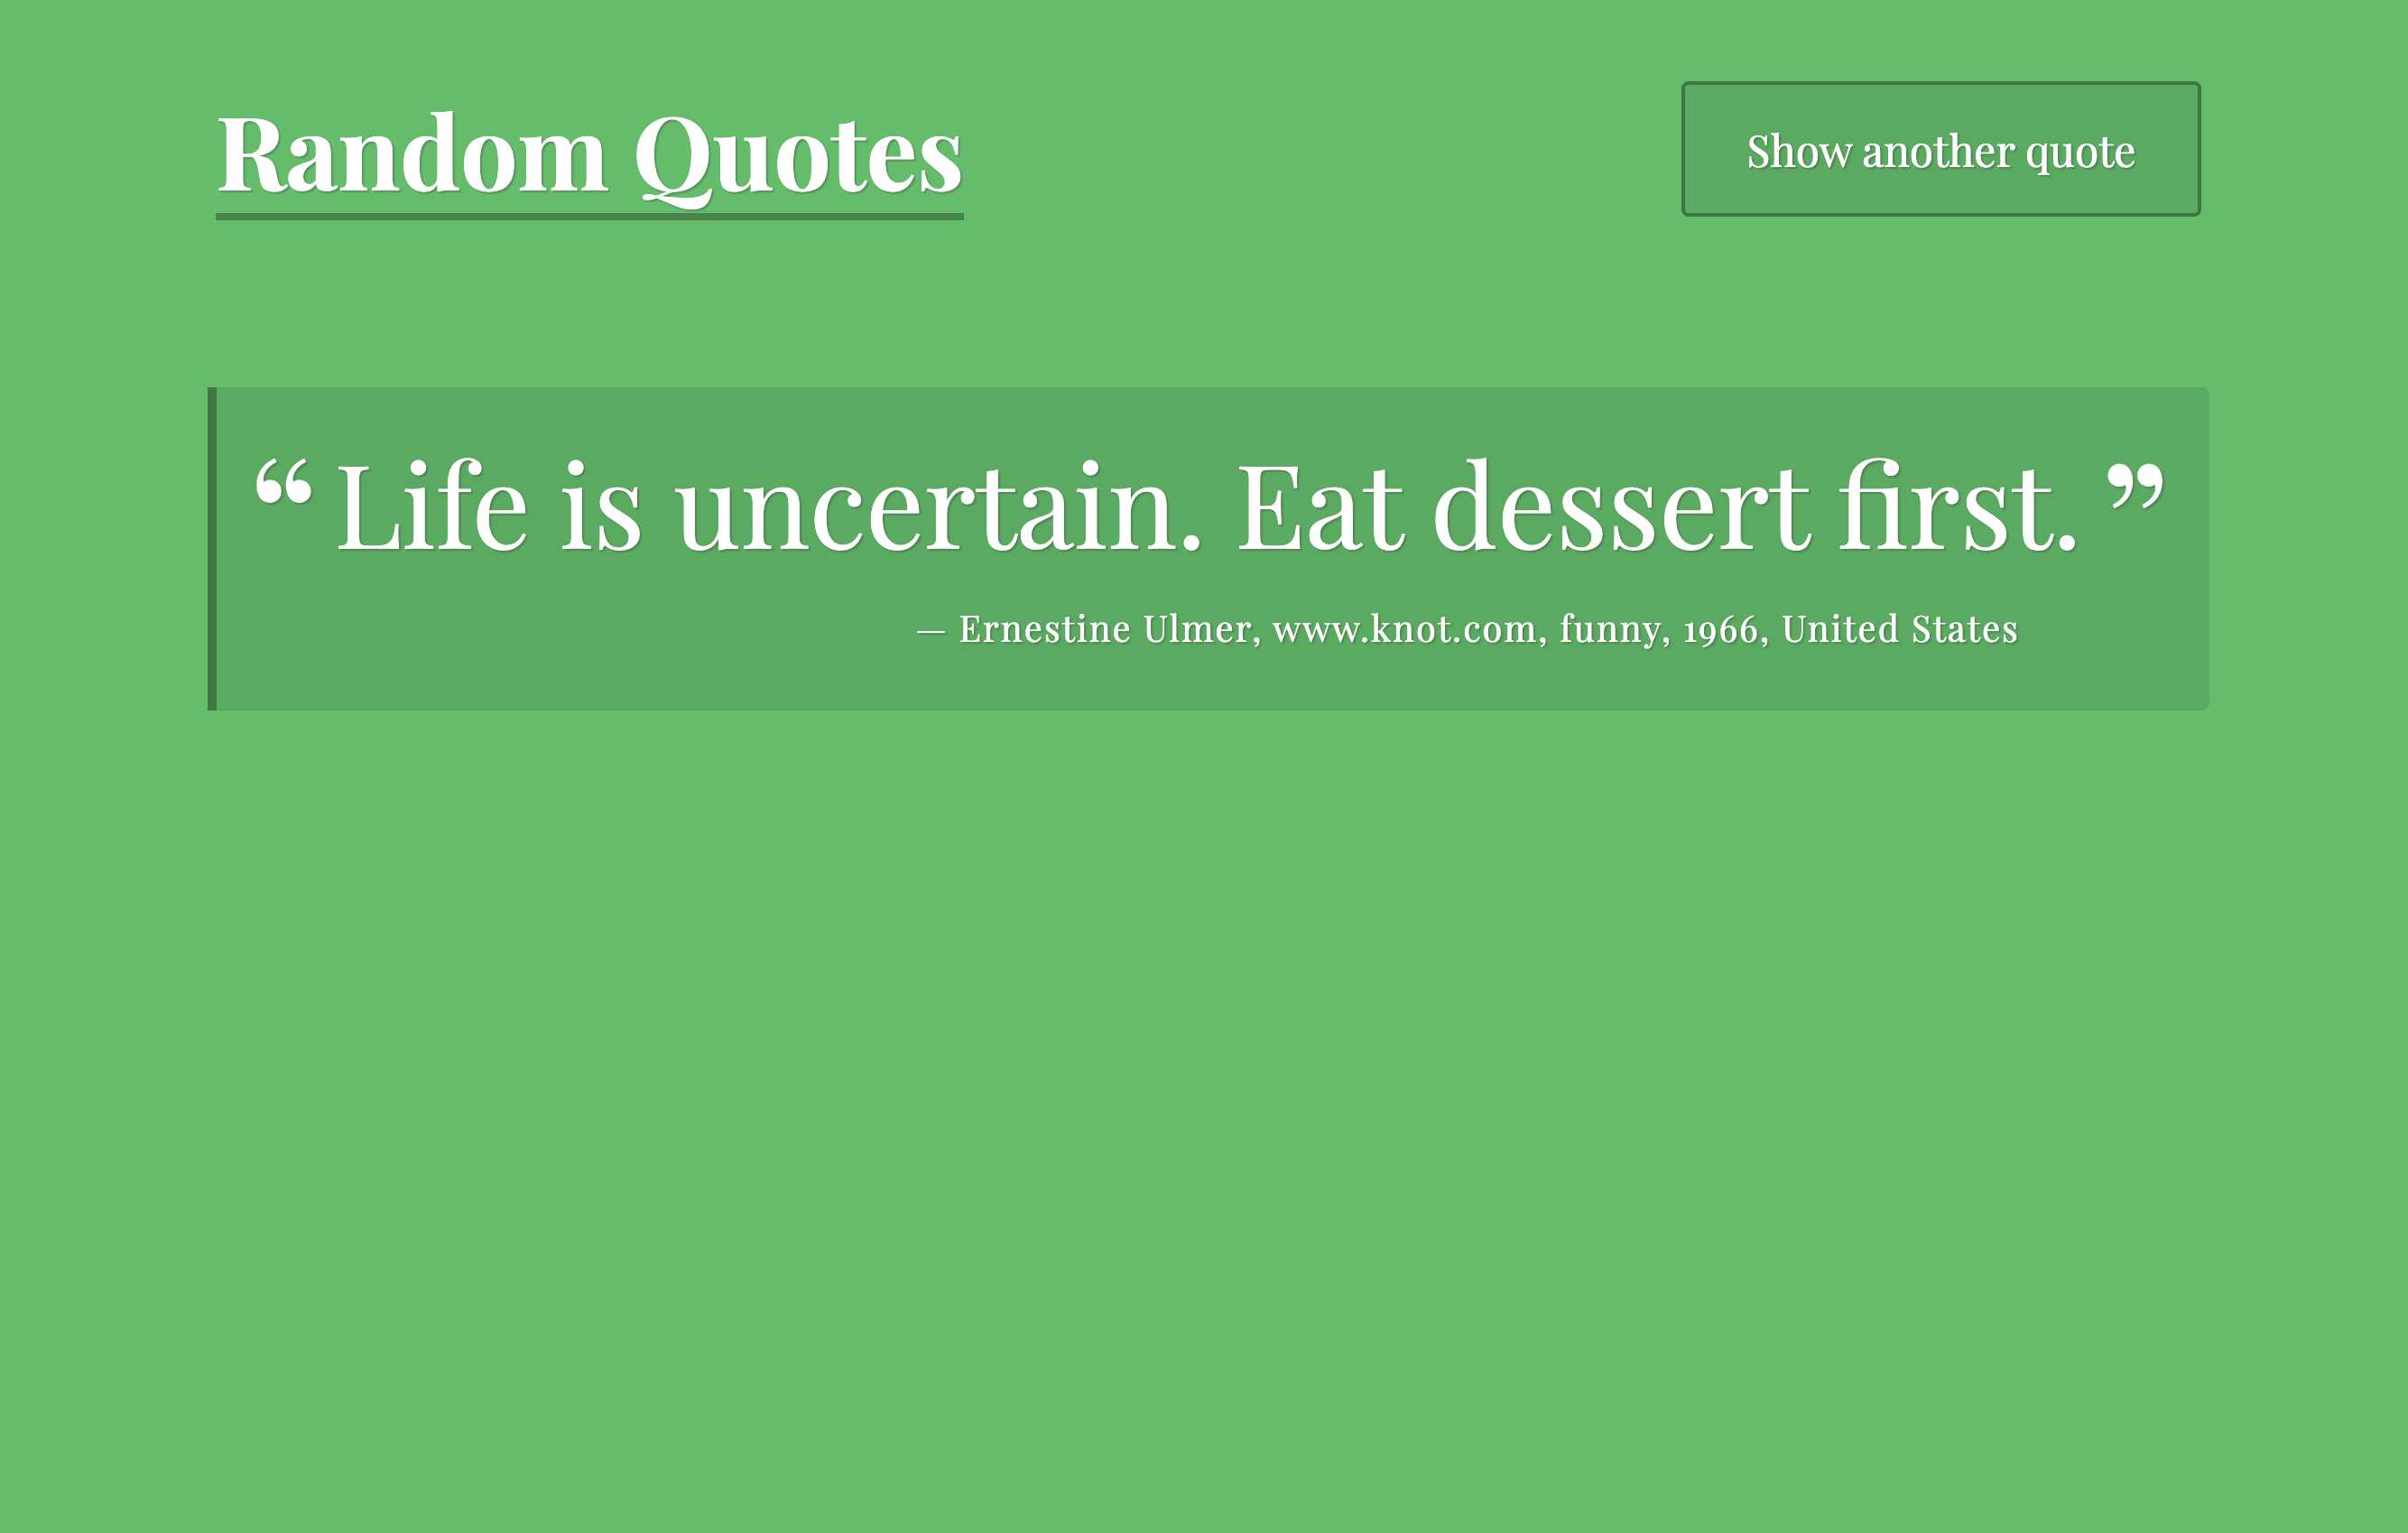 Random Quotes
Show another quote
“ Life is uncertain. Eat dessert first. ”
— Ernestine Ulmer, www.knot.com, funny, 1966, United States